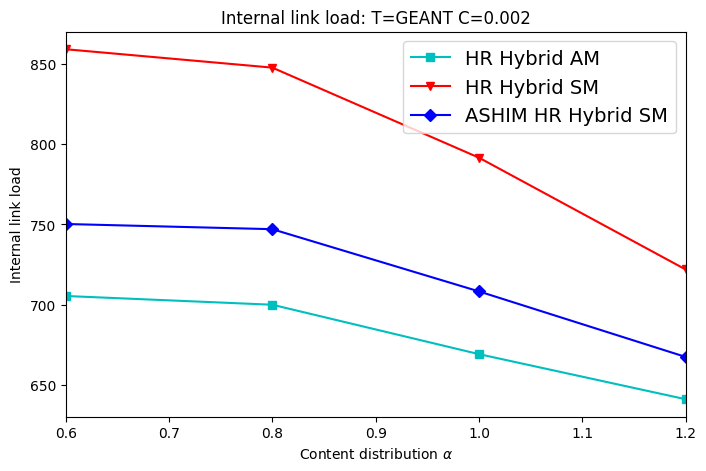 Internal link load: T=GEANT C=0.002
HR Hybrid AM
HR Hybrid SM
ASHIM HR Hybrid SM
Internal link load
850
800
750
700
650
0.6 0.7 0.8 0.9 1.0 1.1 1.2
Content distribution α